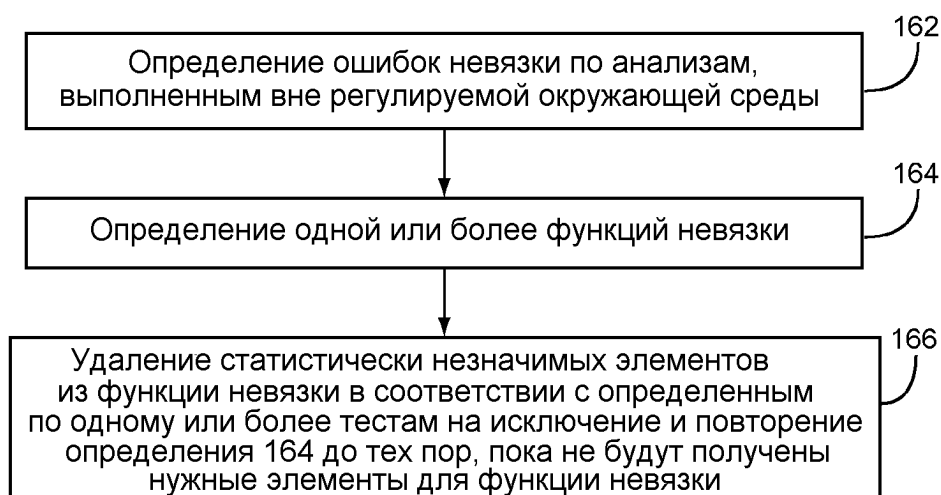 162
Определение ошибок невязки по анализам,
выполненным вне регулируемой окружающей среды
164
Определение одной или более функций невязки
166
Удаление статистически незначимых элементов
из функции невязки в соответствии с определенным
по одному или более тестам на исключение и повторение
определения 164 до тех пор, пока не будут получены
нужные элементы для функции невязки